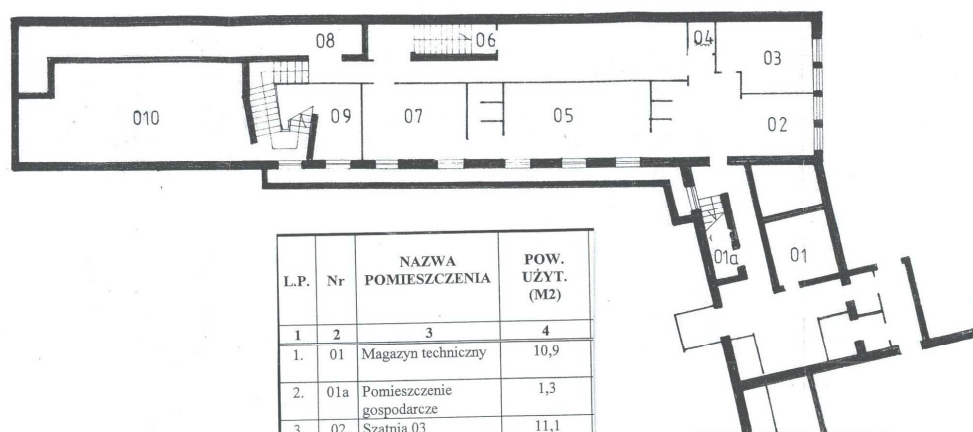 08
06
04
03
010
09
07
05
02
01a
01
L.P. Nr NAZWA POMIESZCZENIA POW. UŻYT. (M2)
1 2 3 4
1. 01 Magazyn techniczny 10,9
2. 01a Pomieszczenie gospodarcze 1,3
3. 02 Szatnia 03 11,1